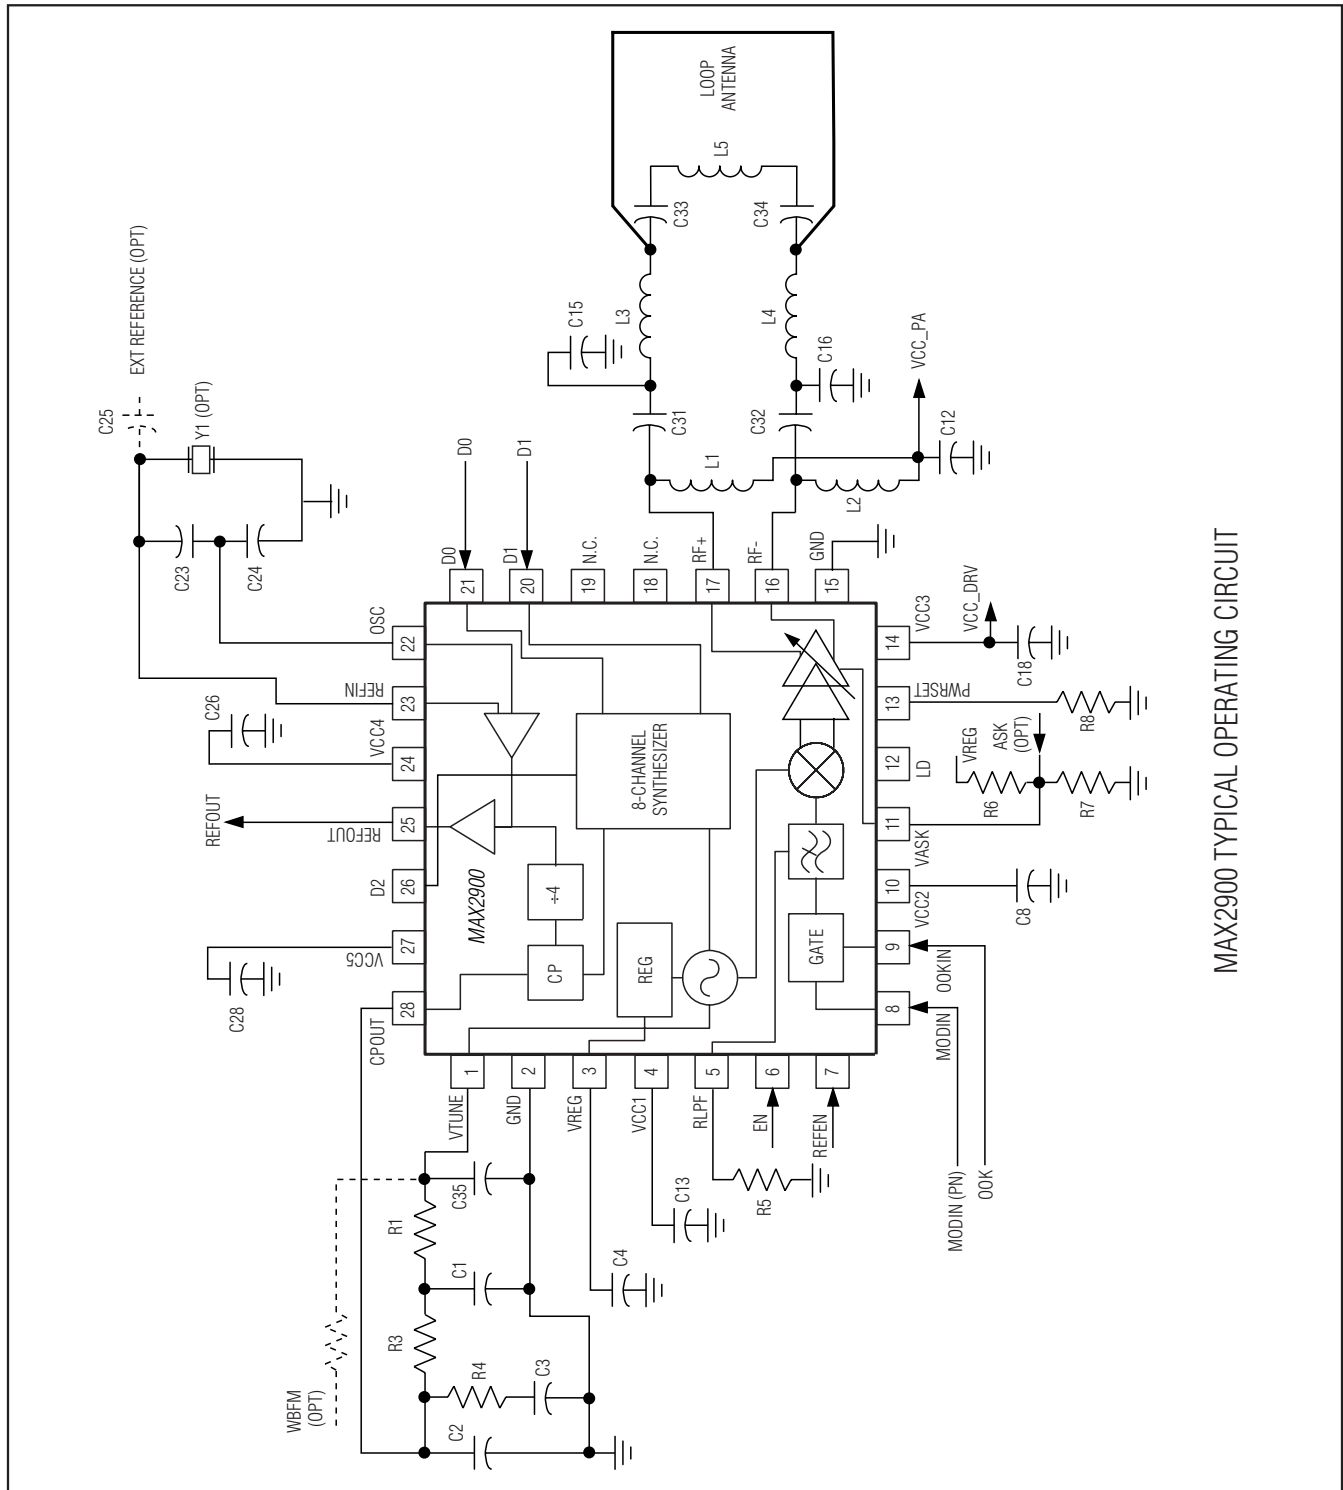 LOOP
ANTENNA
L5
C33
C34
EXT REFERENCE (OPT)
C25
Y1 (OPT)
C23
C24
L3
C15
L4
C16
C31
C32
VCC_PA
C12
L1
L2
D0
D1
D0
D1
N.C.
N.C.
RF+
RF-
GND
21
20
19
18
17
16
15
OSC
22
REFIN
23
C26
VCC4
24
REFOUT
REFOUT
25
D2
26
VCC5
27
C28
CPOUT
28
MAX2900
8-CHANNEL
SYNTHESIZER
÷4
CP
REG
GATE
14
VCC3
VCC_DRV
C18
13
PWRSET
R8
12
LD
VREG
ASK
(OPT)
R6
R7
11
VASK
10
VCC2
C8
9
OOKIN
8
MODIN
MODIN (PN)
OOK
1
2
3
4
5
6
7
VTUNE
GND
VREG
VCC1
RLPF
EN
REFEN
R5
C13
C4
C35
R1
C1
R3
R4
C3
C2
WBFM
(OPT)
MAX2900 TYPICAL OPERATING CIRCUIT